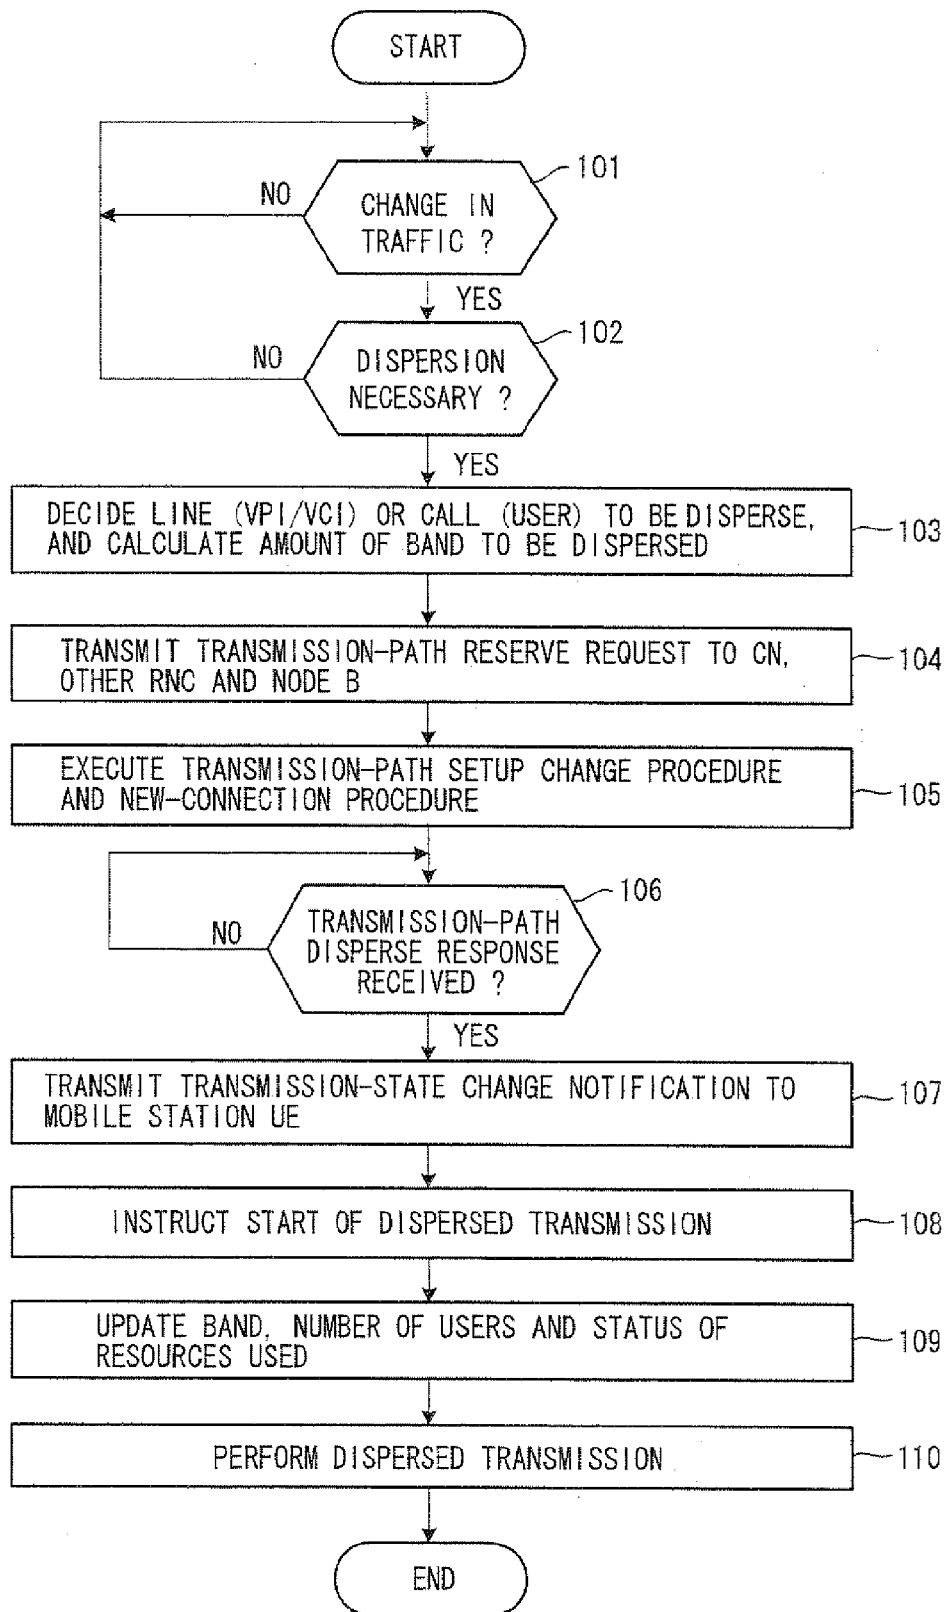 START
101
NO
CHANGE IN
TRAFFIC ?
YES
102
NO
DISPERSION
NECESSARY ?
YES
DECIDE LINE (VPI/VCI) OR CALL (USER) TO BE DISPERSE,
AND CALCULATE AMOUNT OF BAND TO BE DISPERSED
103
TRANSMIT TRANSMISSION-PATH RESERVE REQUEST TO CN,
OTHER RNC AND NODE B
104
EXECUTE TRANSMISSION-PATH SETUP CHANGE PROCEDURE
AND NEW-CONNECTION PROCEDURE
105
106
NO
TRANSMISSION-PATH
DISPERSE RESPONSE
RECEIVED ?
YES
TRANSMIT TRANSMISSION-STATE CHANGE NOTIFICATION TO
MOBILE STATION UE
107
INSTRUCT START OF DISPERSED TRANSMISSION
108
UPDATE BAND, NUMBER OF USERS AND STATUS OF
RESOURCES USED
109
PERFORM DISPERSED TRANSMISSION
110
END